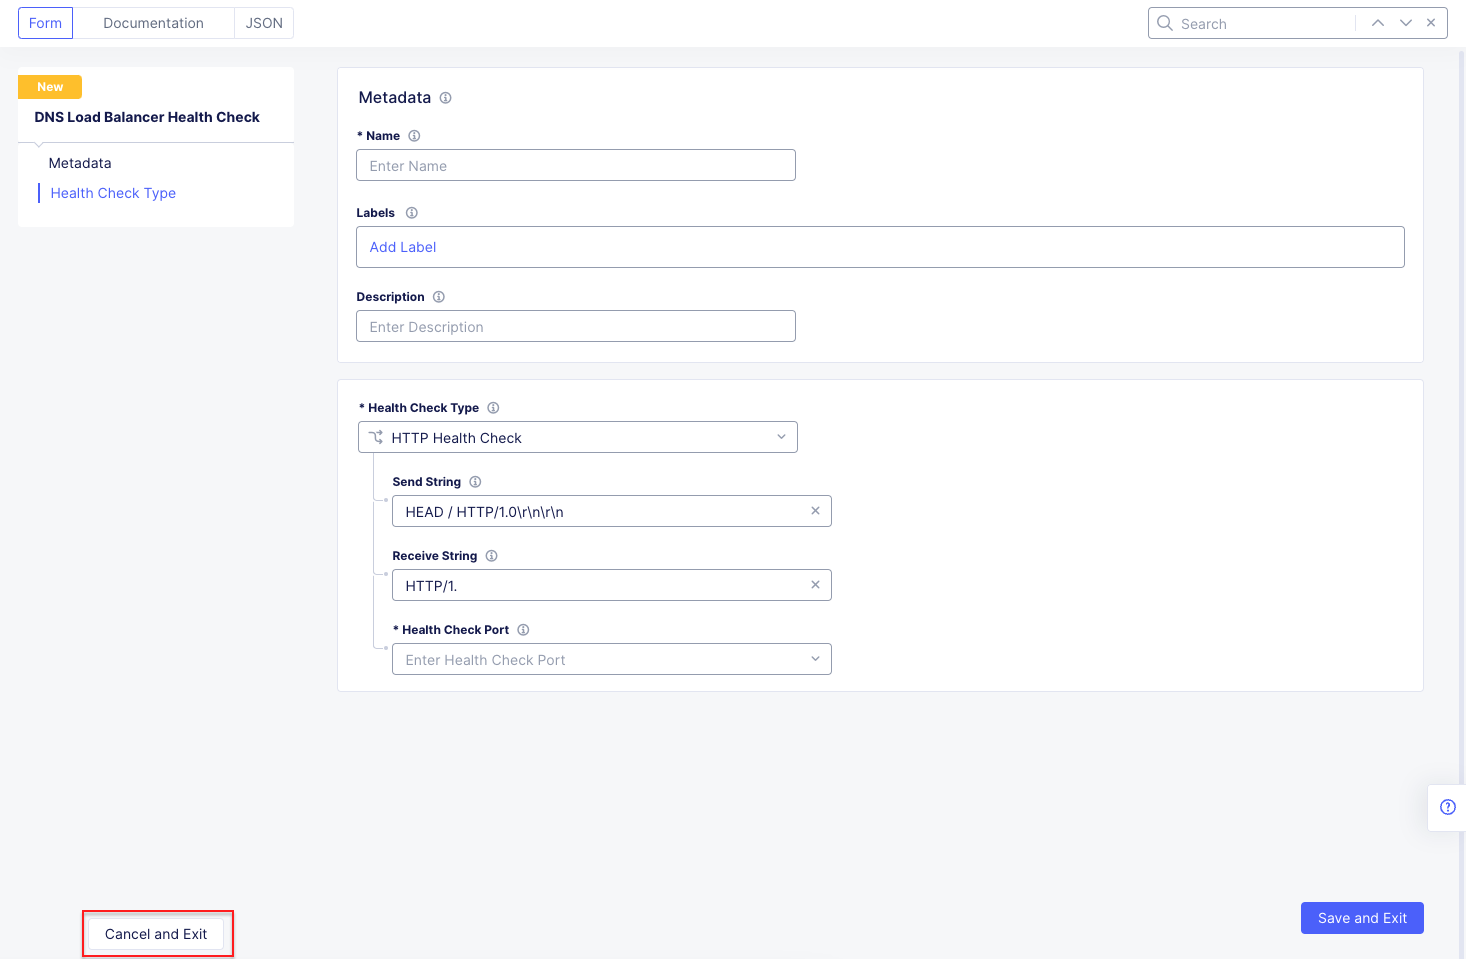 Form Documentation JSON
Search
New
DNS Load Balancer Health Check
Metadata
Health Check Type
Metadata
* Name
Enter Name
Labels
Add Label
Description
Enter Description
* Health Check Type
HTTP Health Check
Send String
HEAD / HTTP/1.0\r\n\r\n
Receive String
HTTP/1.
* Health Check Port
Enter Health Check Port
Cancel and Exit
Save and Exit